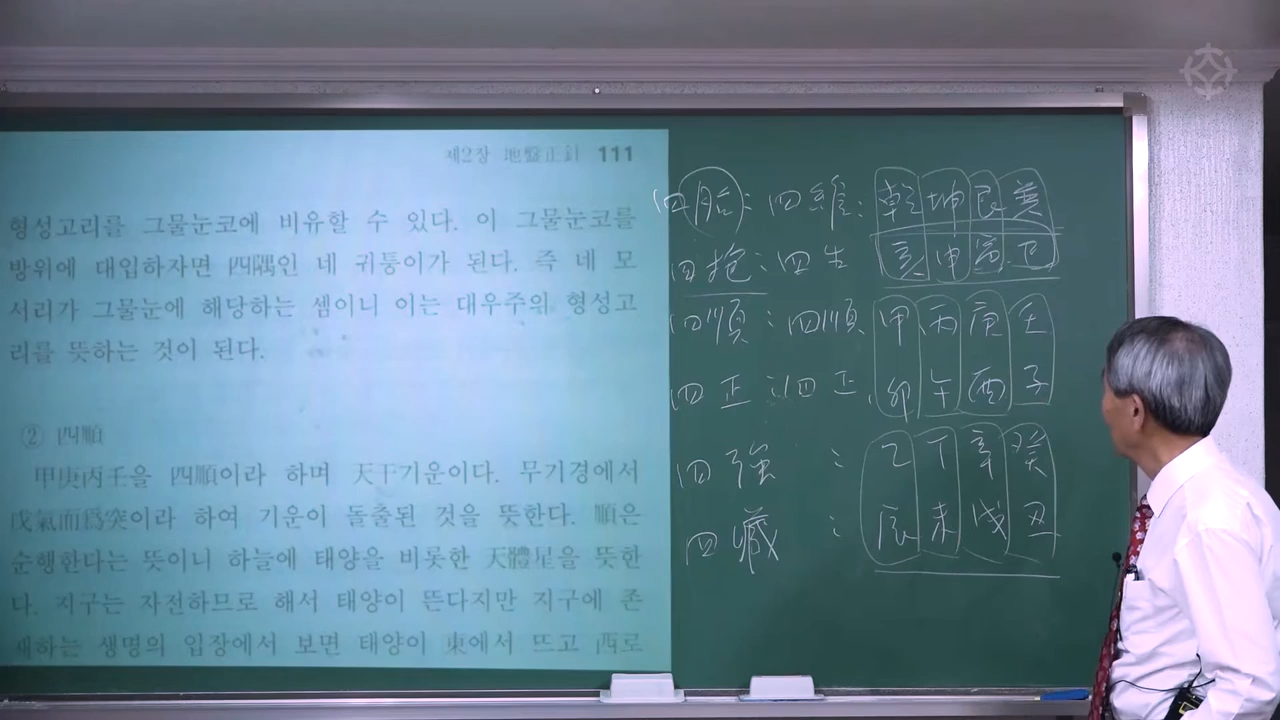 제2장 地盤正針 111
형성고리를 그물눈코에 비유할 수 있다. 이 그물눈코를
방위에 대입하자면 四隅인 네 귀퉁이가 된다. 즉 네 모
서리가 그물눈에 해당하는 셈이니 이는 대우주의 형성고
리를 뜻하는 것이 된다.
② 四順
甲庚丙壬을 四順이라 하며 天干기운이다. 무기경에서
戊氣而爲突이라 하여 기운이 돌출된 것을 뜻한다. 順은
순행한다는 뜻이니 하늘에 태양을 비롯한 天體星을 뜻한
다. 지구는 자전하므로 해서 태양이 뜬다지만 지구에 존
재하는 생명의 입장에서 보면 태양이 東에서 뜨고 西로
四胎: 四維: 乾 坤 艮 巽
四抱: 四生 亥 申 寅 巳
四順: 四順 甲 丙 庚 壬
四正: 四正 卯 午 酉 子
四強: 乙 丁 辛 癸
四藏: 辰 未 戌 丑